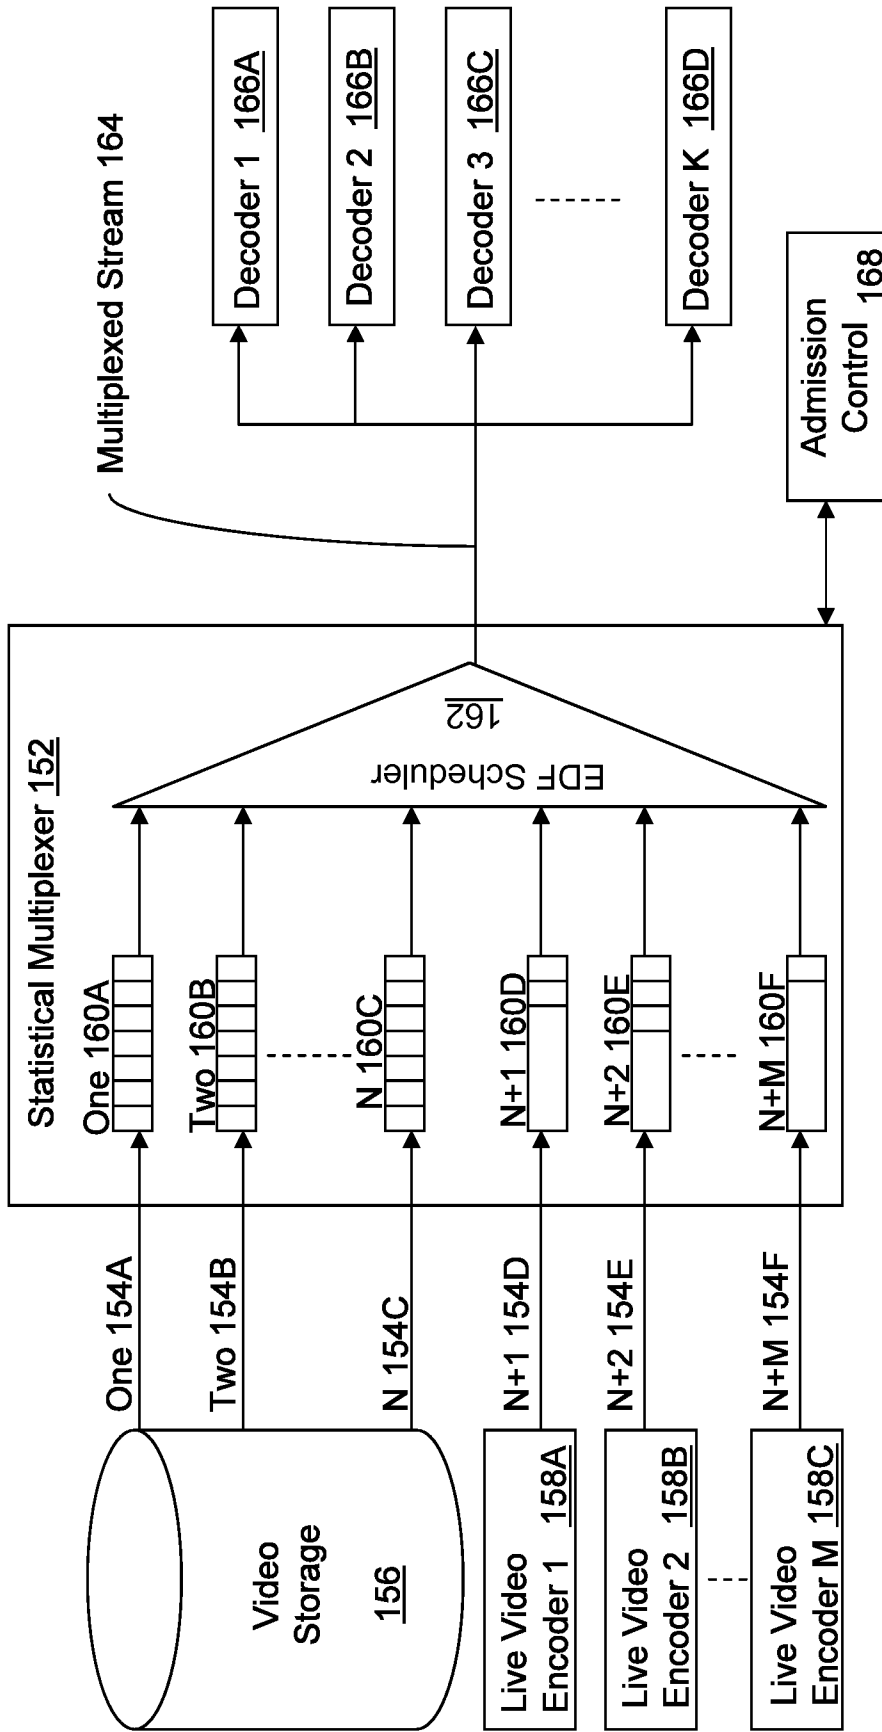 Video
Storage
156
Live Video
Encoder 1 158A
Live Video
Encoder 2 158B
Live Video
Encoder M 158C
One 154A
Two 154B
N 154C
N+1 154D
N+2 154E
N+M 154F
Statistical Multiplexer 152
One 160A
Two 160B
N 160C
N+1 160D
N+2 160E
N+M 160F
EDF Scheduler
162
Multiplexed Stream 164
Decoder 1 166A
Decoder 2 166B
Decoder 3 166C
Decoder K 166D
Admission
Control 168